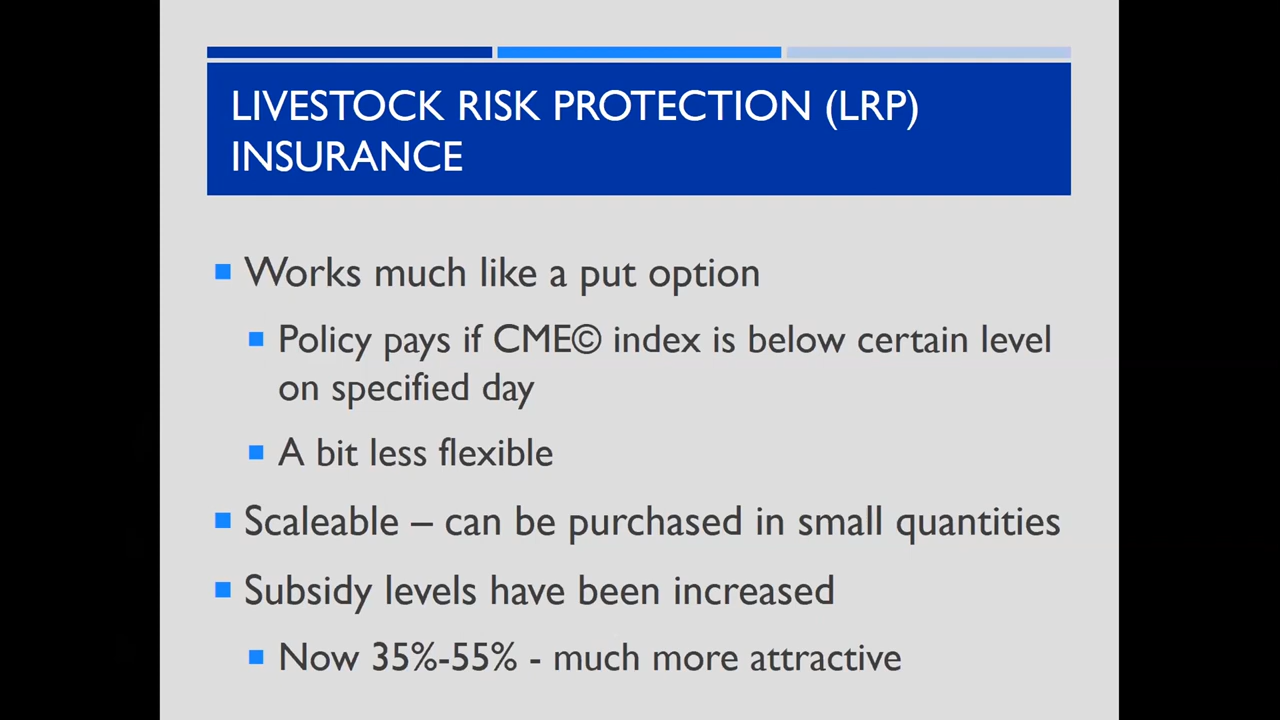 LIVESTOCK RISK PROTECTION (LRP)
INSURANCE
Works much like a put option
Policy pays if CME© index is below certain level
on specified day
A bit less flexible
Scaleable – can be purchased in small quantities
Subsidy levels have been increased
Now 35%-55% - much more attractive